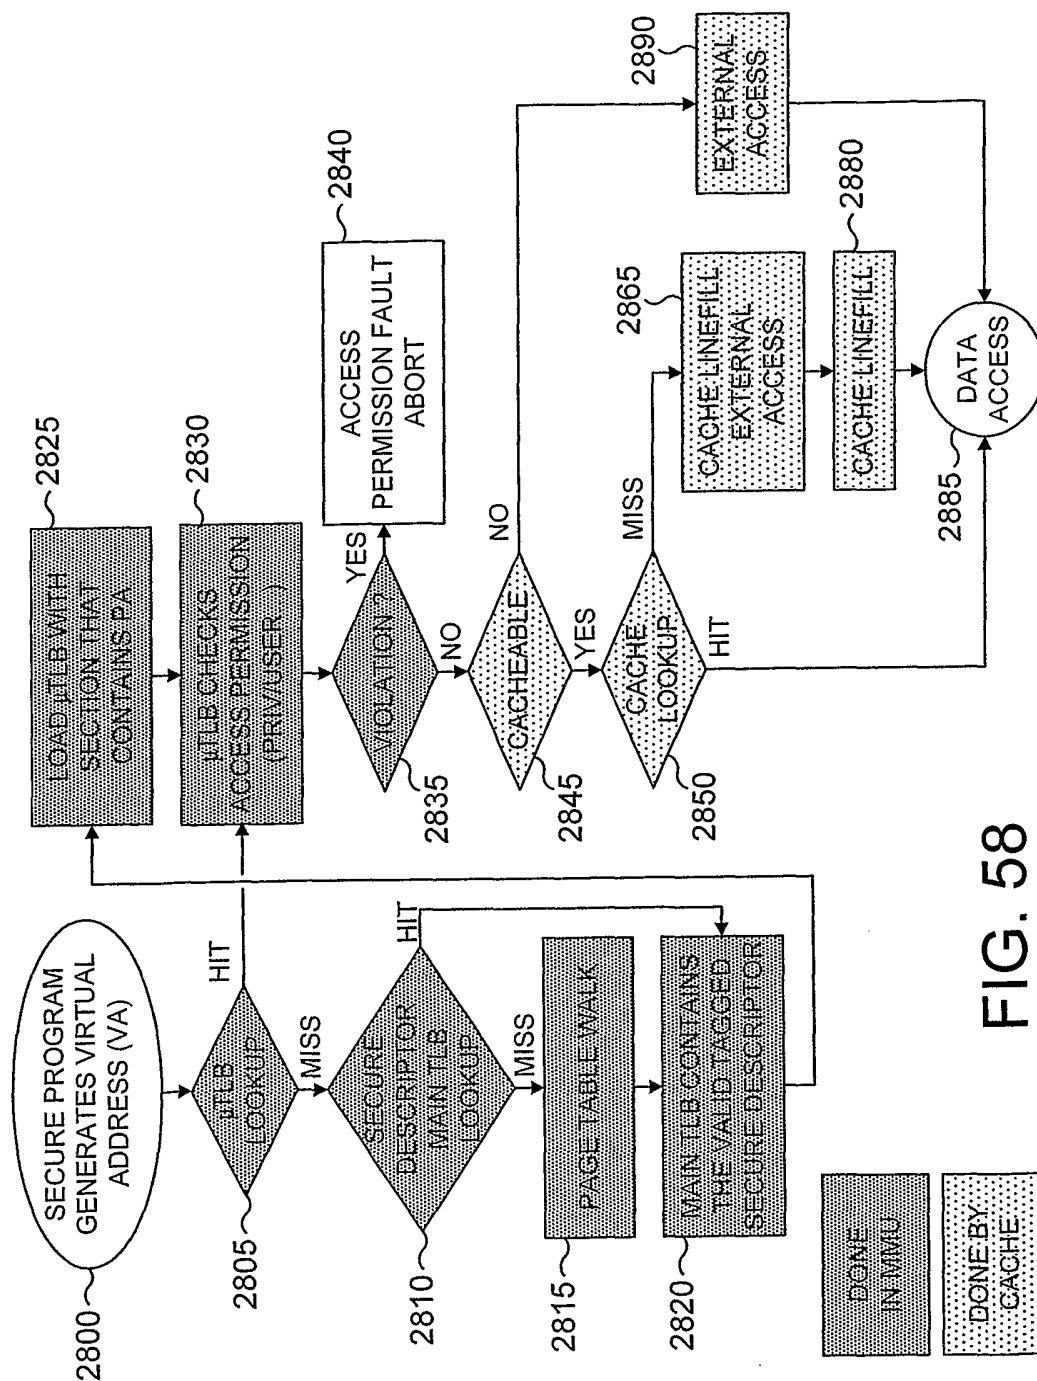 2800
SECURE PROGRAM
GENERATES VIRTUAL
ADDRESS (VA)
2805
µTLB
LOOKUP
HIT
MISS
2810
SECURE
DESCRIPTOR
MAIN TLB
LOOKUP
HIT
MISS
2815
PAGE TABLE WALK
2820
MAIN TLB CONTAINS
THE VALID TAGGED
SECURE DESCRIPTOR
2825
LOAD µTLB WITH
SECTION THAT
CONTAINS PA
2830
µTLB CHECKS
ACCESS PERMISSION
(PRIV/USER)
2835
VIOLATION?
YES
NO
2840
ACCESS
PERMISSION FAULT
ABORT
2845
CACHEABLE
NO
YES
2850
CACHE
LOOKUP
MISS
HIT
2865
CACHE LINEFILL
EXTERNAL
ACCESS
2880
CACHE LINEFILL
2890
EXTERNAL
ACCESS
2885
DATA
ACCESS
DONE
IN MMU
DONE BY
CACHE
FIG. 58